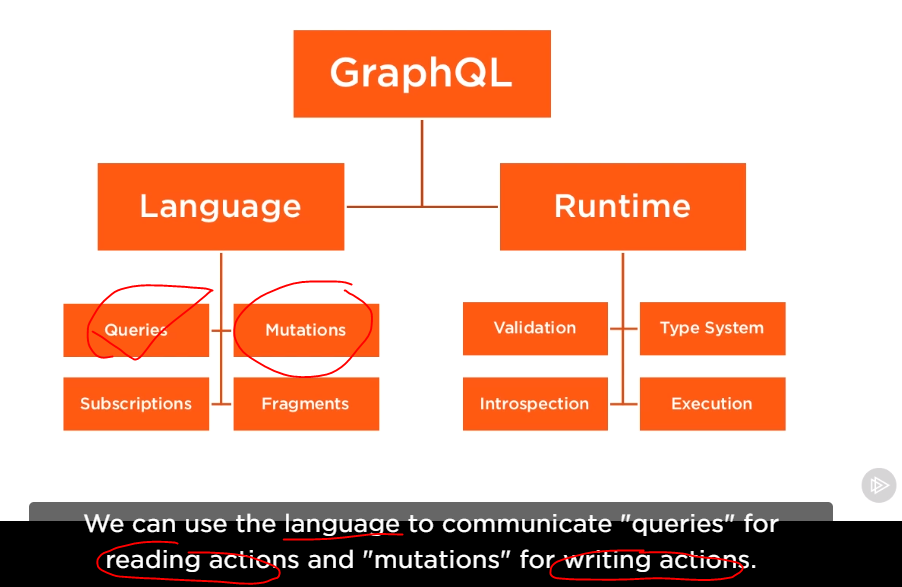 GraphQL
Language
Runtime
Queries
Mutations
Validation
Type System
Subscriptions
Fragments
Introspection
Execution
We can use the language to communicate "queries" for
reading actions and "mutations" for writing actions.